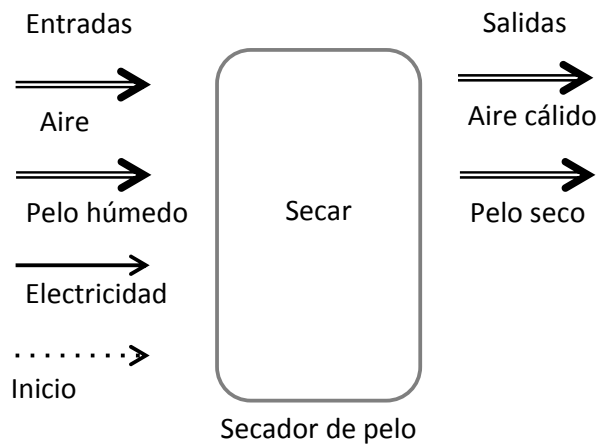 Entradas
Salidas
Aire
Aire cálido
Pelo húmedo
Secar
Pelo seco
Electricidad
Inicio
Secador de pelo